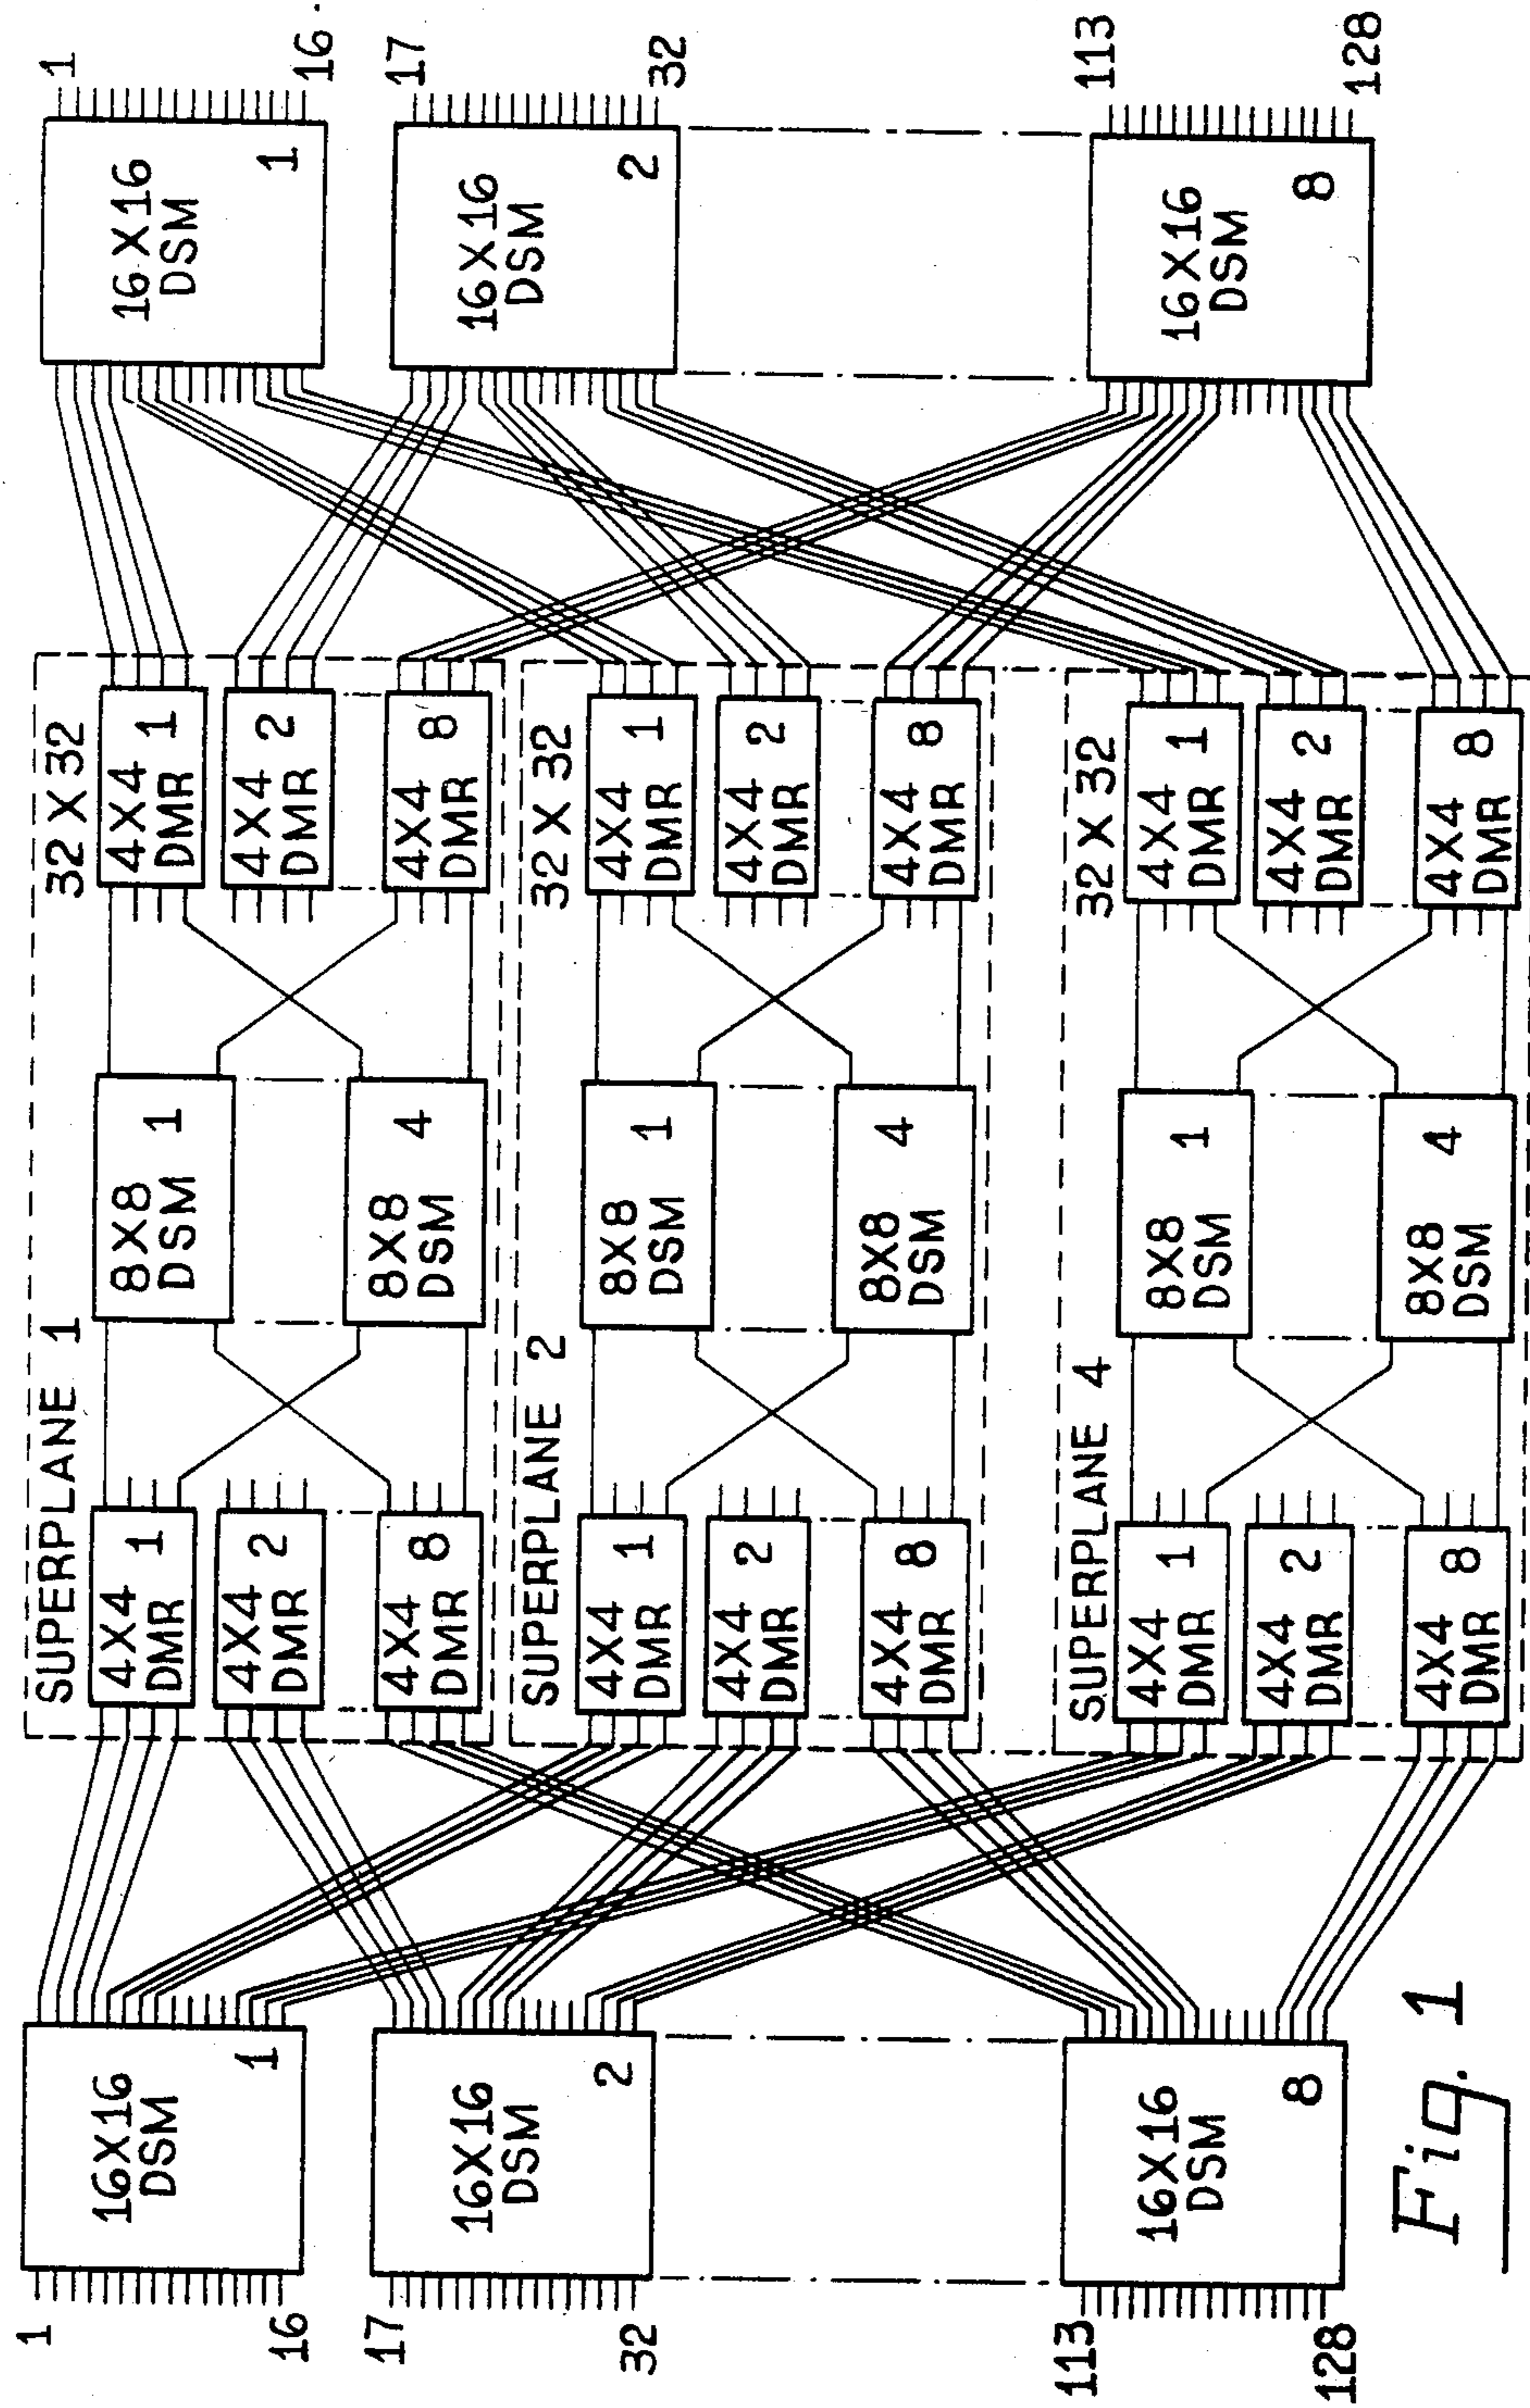 1
16
17
32
113
128
16X16
DSM
1
16X16
DSM
2
16X16
DSM
8
SUPERPLANE 1
32 X 32
4X4
DMR 1
4X4
DMR 2
4X4
DMR 8
8X8
DSM 1
8X8
DSM 4
4X4
DMR 1
4X4
DMR 2
4X4
DMR 8
SUPERPLANE 2
32 X 32
4X4
DMR 1
4X4
DMR 2
4X4
DMR 8
8X8
DSM 1
8X8
DSM 4
4X4
DMR 1
4X4
DMR 2
4X4
DMR 8
SUPERPLANE 4
32 X 32
4X4
DMR 1
4X4
DMR 2
4X4
DMR 8
8X8
DSM 1
8X8
DSM 4
4X4
DMR 1
4X4
DMR 2
4X4
DMR 8
16X16
DSM
1
16X16
DSM
2
16X16
DSM
8
1
16
17
32
113
128
Fig. 1